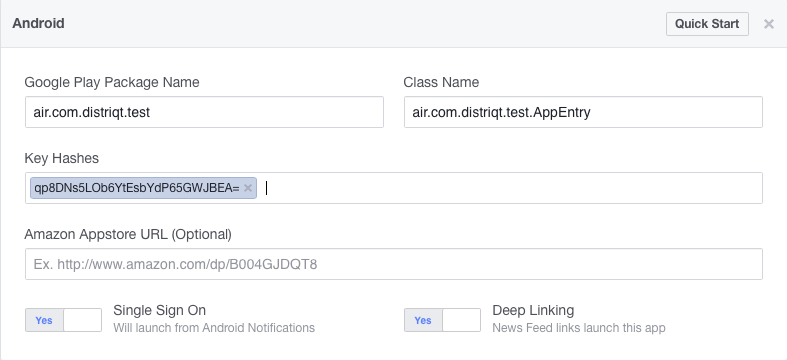 Android
Quick Start ×
Google Play Package Name
Class Name
air.com.distriqt.test
air.com.distriqt.test.AppEntry
Key Hashes
qp8DNs5LOb6YtEsbYdP65GWJBEA= ×
Amazon Appstore URL (Optional)
Ex. http://www.amazon.com/dp/B004GJDQT8
Yes
Single Sign On
Will launch from Android Notifications
Yes
Deep Linking
News Feed links launch this app